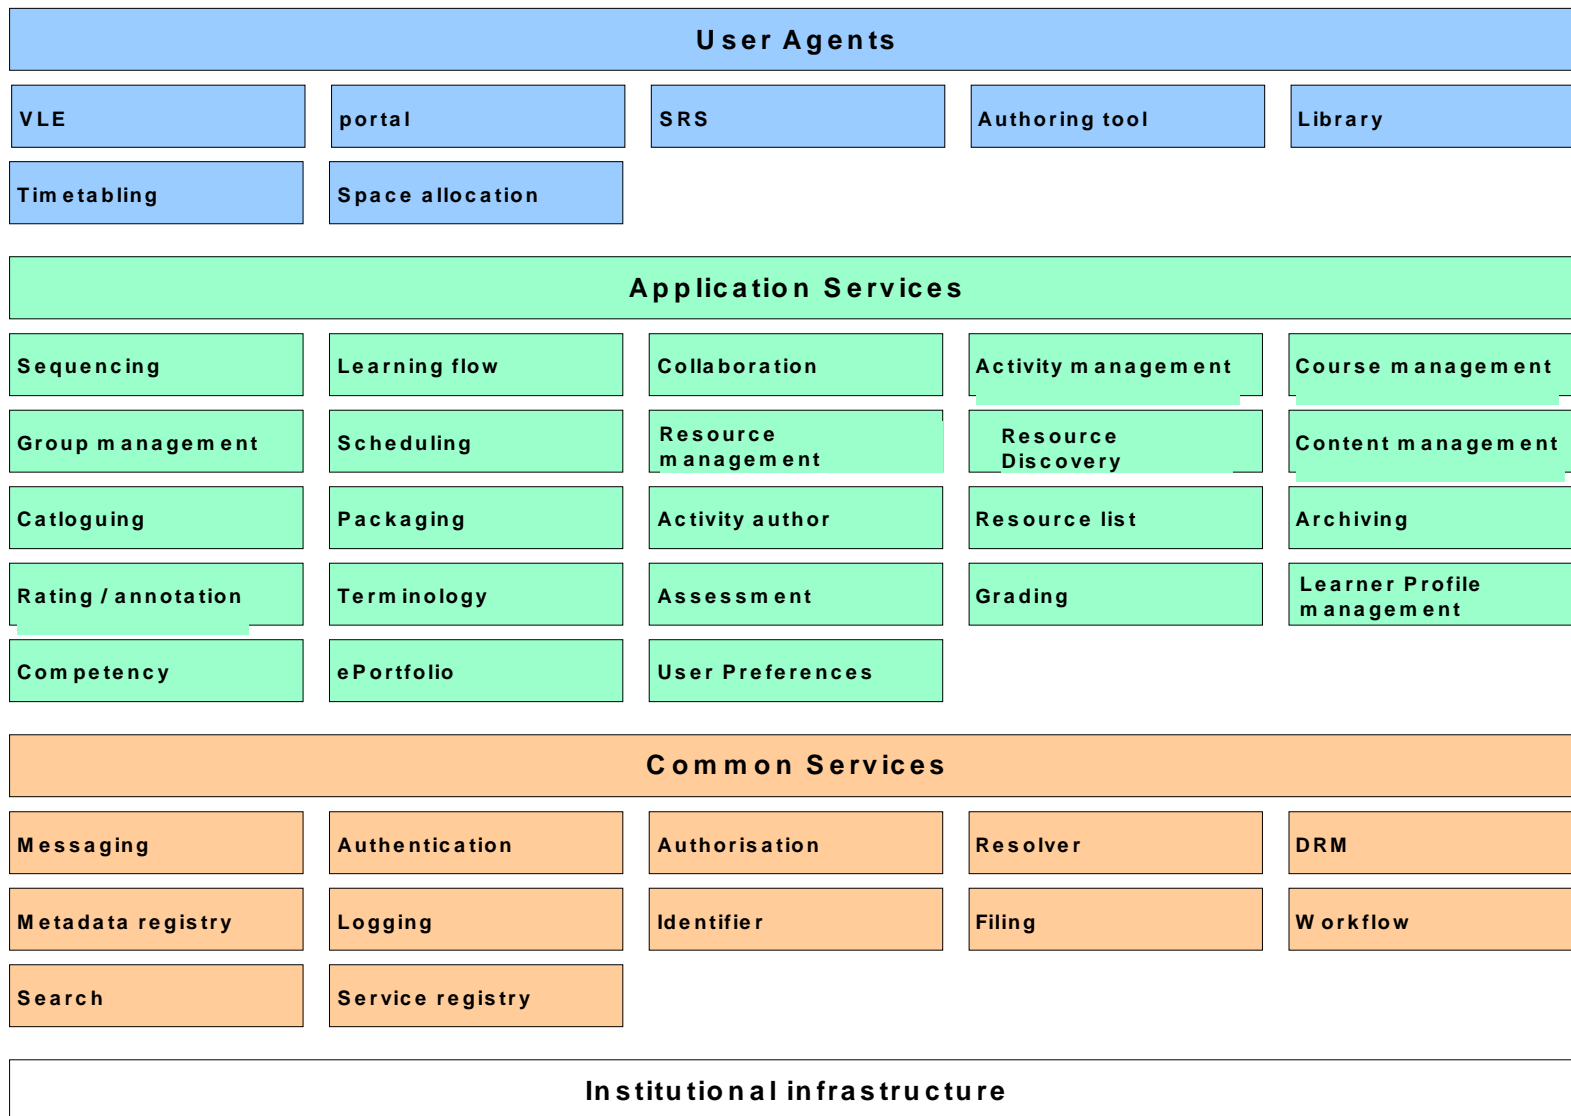 User Agents
VLE
portal
SRS
Authoring tool
Library
Timetabling
Space allocation
Application Services
Sequencing
Learning flow
Collaboration
Activity management
Course management
Group management
Scheduling
Resource
management
Resource
Discovery
Content management
Catloguing
Packaging
Activity author
Resource list
Archiving
Rating / annotation
Terminology
Assessment
Grading
Learner Profile
management
Competency
ePortfolio
User Preferences
Common Services
Messaging
Authentication
Authorisation
Resolver
DRM
Metadata registry
Logging
Identifier
Filing
Workflow
Search
Service registry
Institutional infrastructure